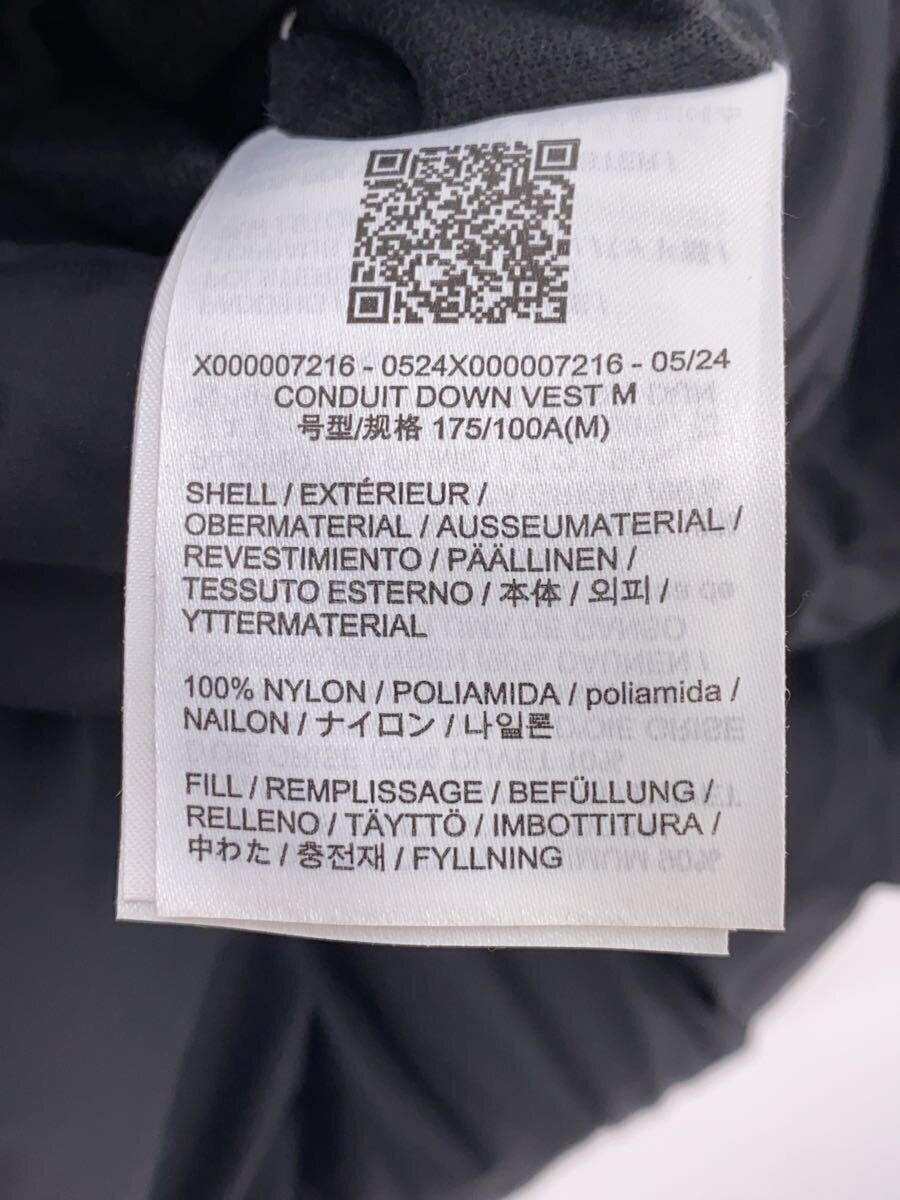 X000007216 - 0524X000007216 - 05/24
CONDUIT DOWN VEST M
号型/规格 175/100A(M)
SHELL / EXTÉRIEUR /
OBERMATERIAL / AUSSEUMATERIAL /
REVESTIMIENTO / PÄÄLLINEN /
TESSUTO ESTERNO / 本体 / 외피 /
YTTERMATERIAL
100% NYLON / POLIAMIDA / poliamida /
NAILON / ナイロン / 나일론
FILL / REMPLISSAGE / BEFÜLLUNG /
RELLENO / TÄYTTÖ / IMBOTTITURA /
中わた / 충전재 / FYLLNING